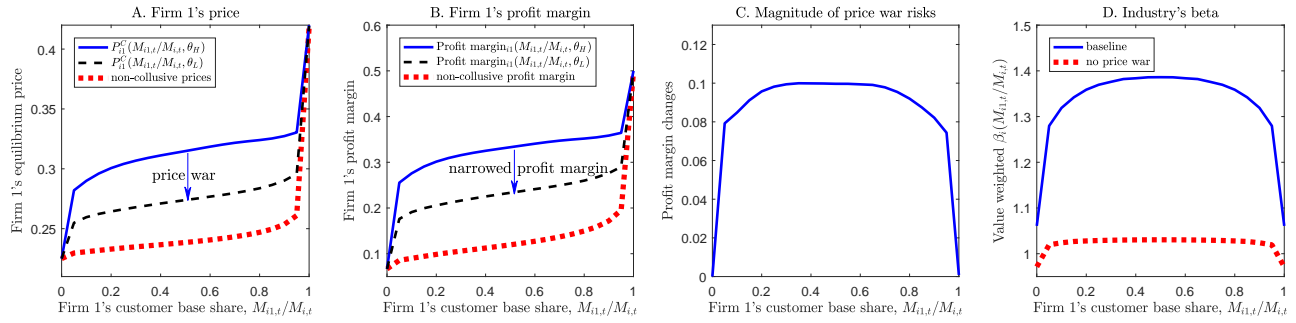 A. Firm 1's price
Firm 1's equilibrium price
0.4
0.35
0.3
0.25
P^C_{i1}(M_{i1,t}/M_{i,t}, θ_H)
P^C_{i1}(M_{i1,t}/M_{i,t}, θ_L)
non-collusive prices
price war
0 0.2 0.4 0.6 0.8 1
Firm 1's customer base share, M_{i1,t}/M_{i,t}
B. Firm 1's profit margin
Firm 1's profit margin
0.6
0.5
0.4
0.3
0.2
0.1
Profit margin_{i1}(M_{i1,t}/M_{i,t}, θ_H)
Profit margin_{i1}(M_{i1,t}/M_{i,t}, θ_L)
non-collusive profit margin
narrowed profit margin
0 0.2 0.4 0.6 0.8 1
Firm 1's customer base share, M_{i1,t}/M_{i,t}
C. Magnitude of price war risks
Profit margin changes
0.12
0.1
0.08
0.06
0.04
0.02
0
0 0.2 0.4 0.6 0.8 1
Firm 1's customer base share, M_{i1,t}/M_{i,t}
D. Industry's beta
Value weighted β_i(M_{i1,t}/M_{i,t})
1.5
1.4
1.3
1.2
1.1
1
baseline
no price war
0 0.2 0.4 0.6 0.8 1
Firm 1's customer base share, M_{i1,t}/M_{i,t}